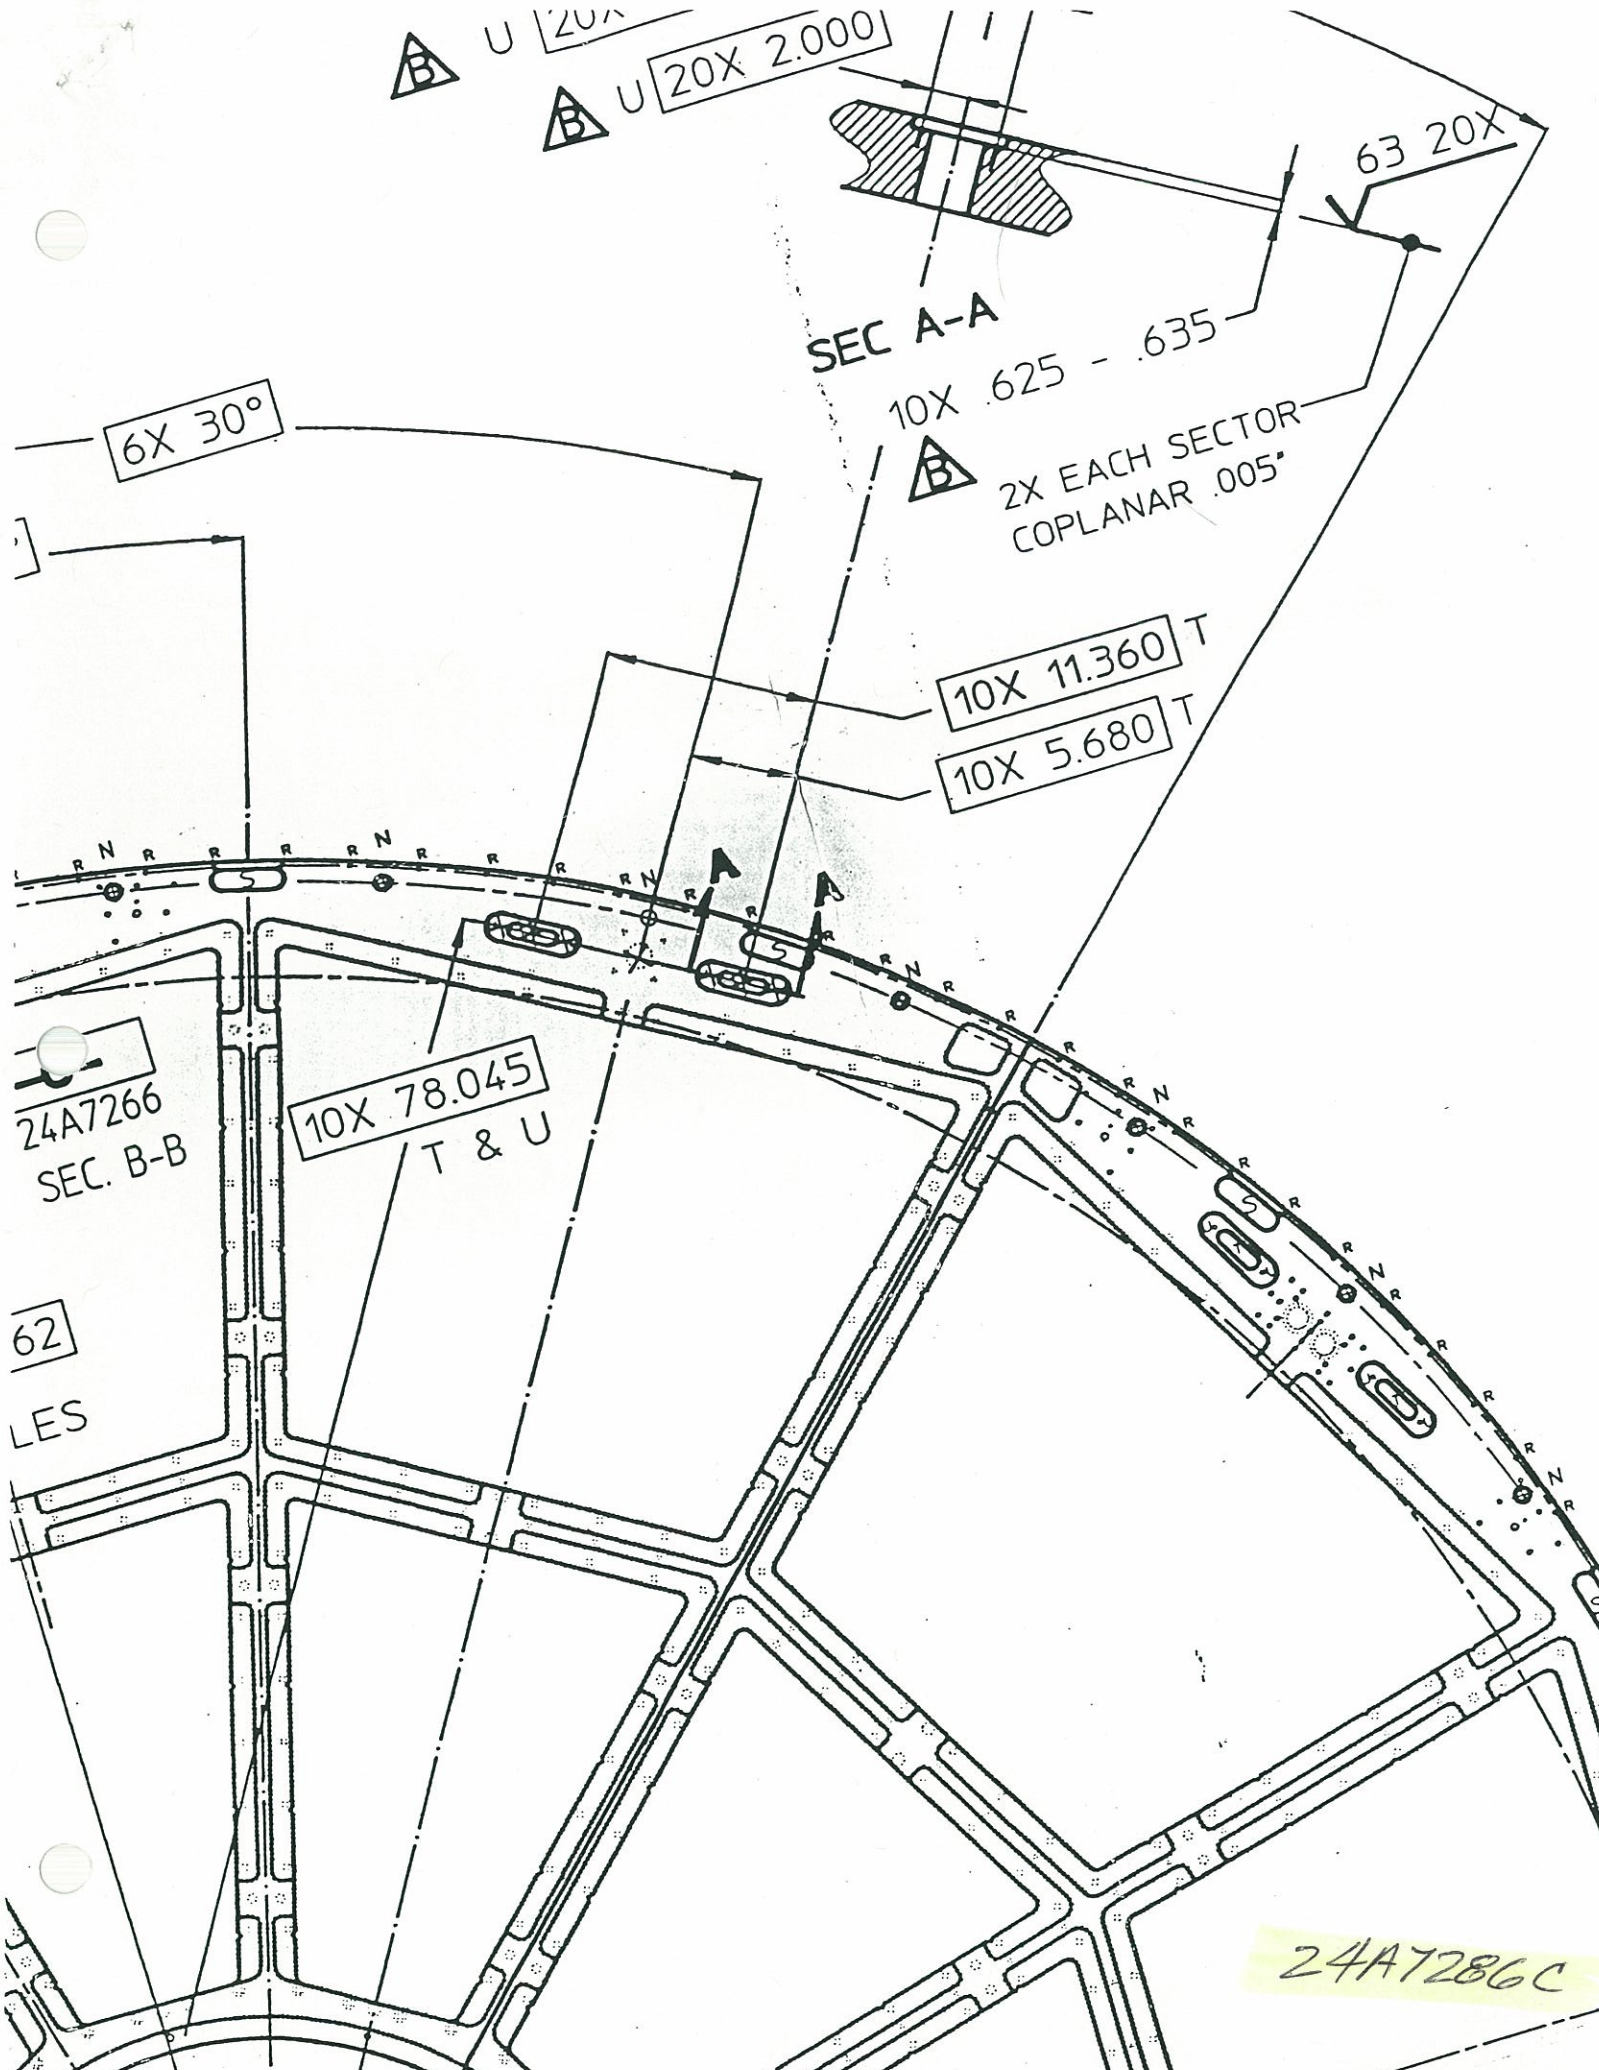 B U 20X
B U 20X 2.000
63 20X
SEC A-A
10X .625 - .635
B 2X EACH SECTOR
COPLANAR .005"
6X 30°
10X 11.360 T
10X 5.680 T
A A
R N R R R R N R R R R N R R R N R R R R N R R R N R R R R N R
S
S
S
10X 78.045
T & U
24A7266
SEC. B-B
62
LES
24A7286C